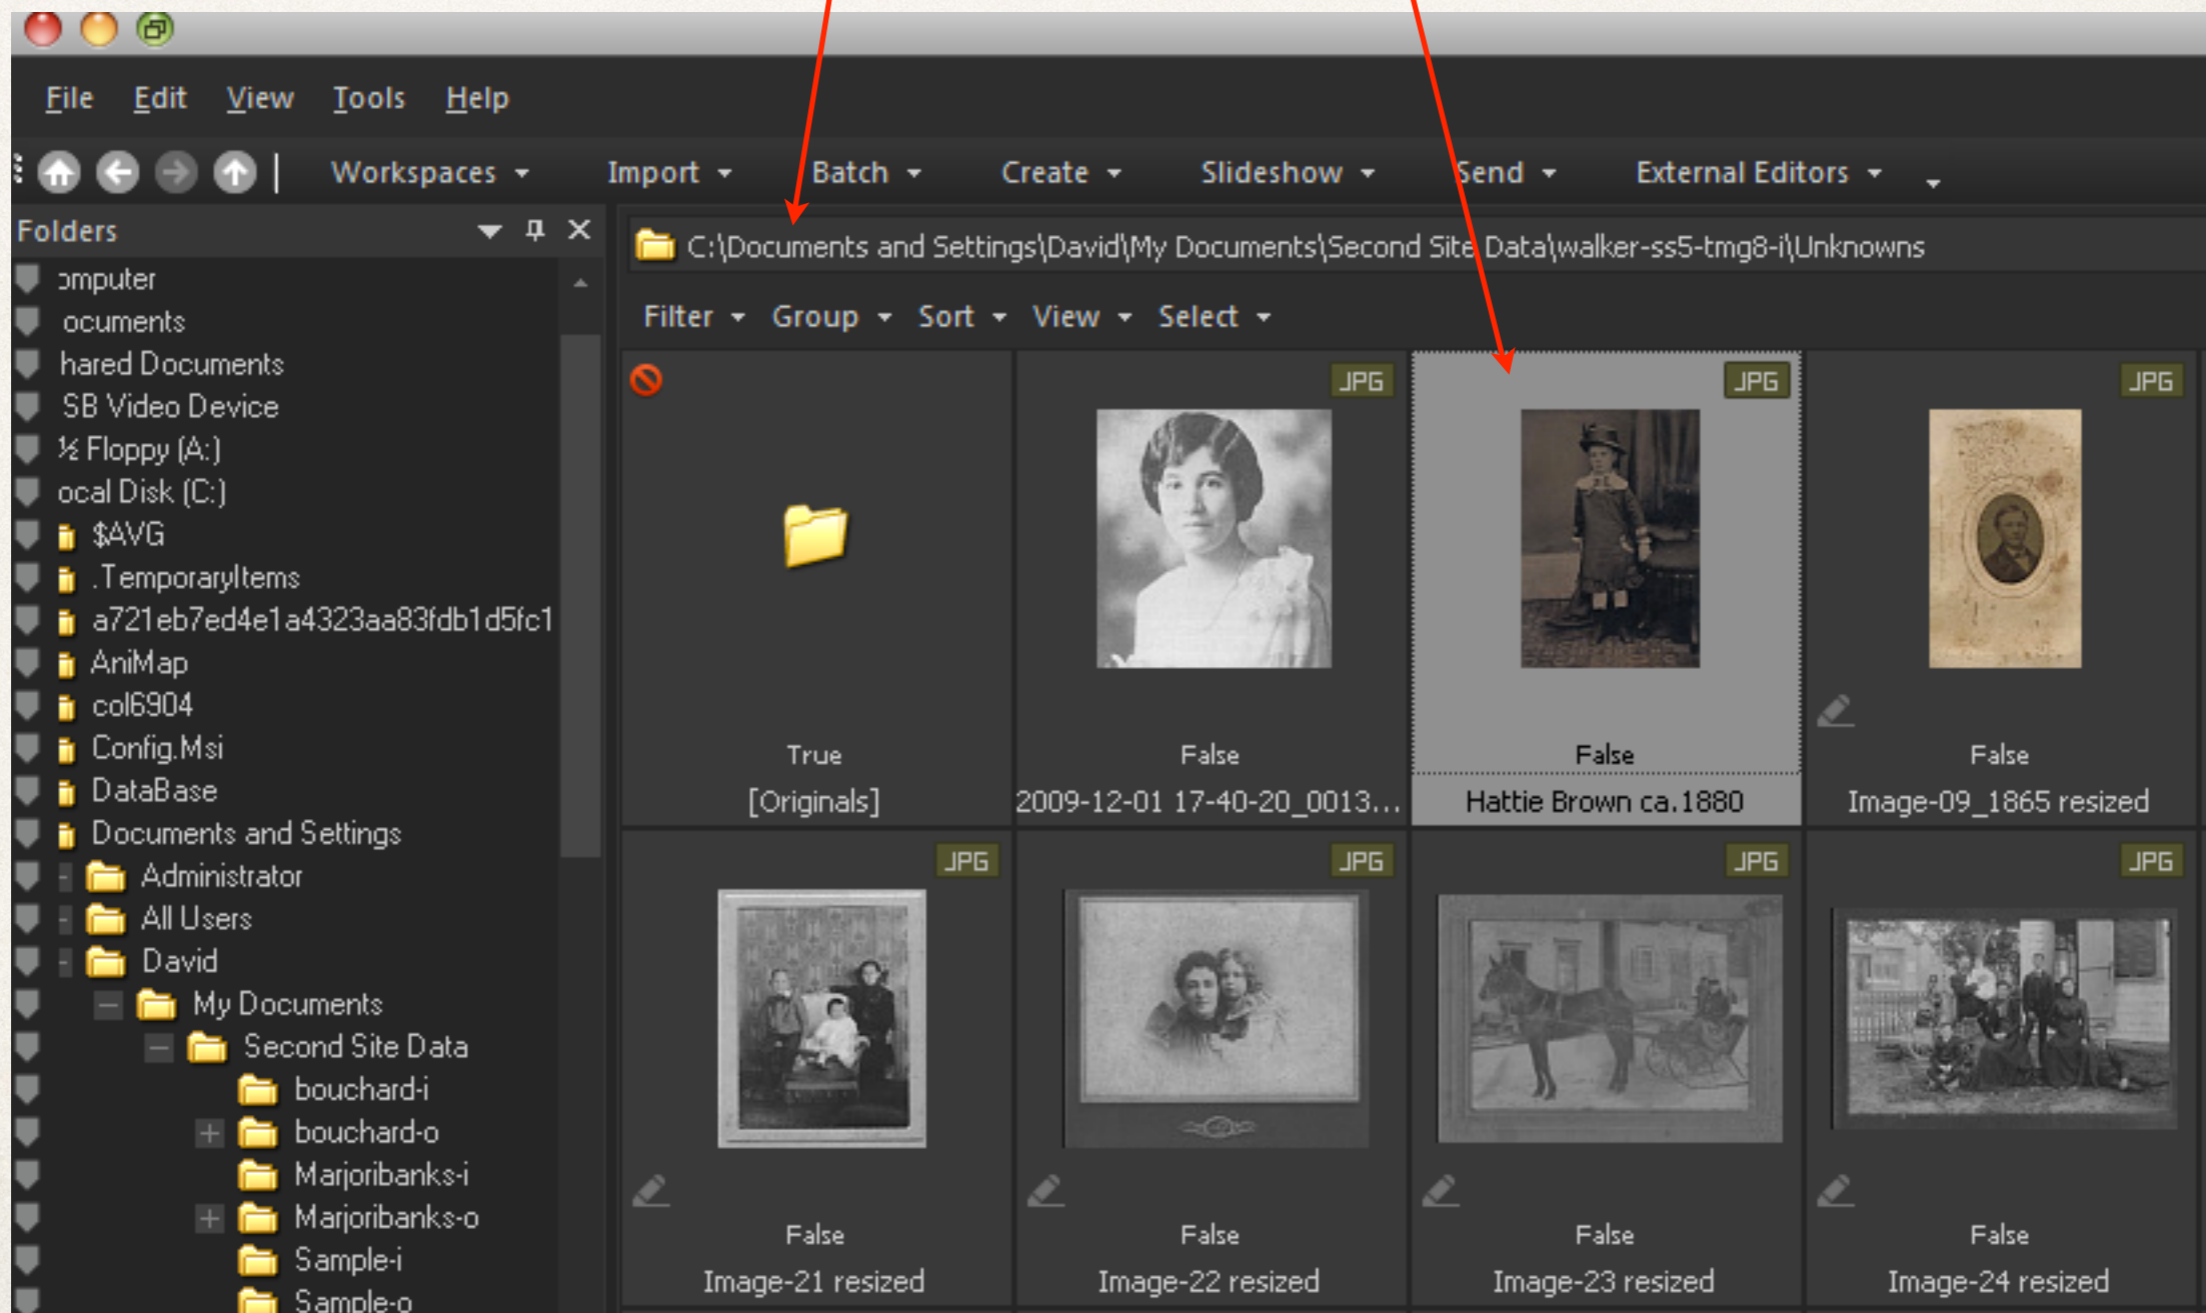 File Edit View Tools Help
Workspaces Import Batch Create Slideshow Send External Editors
Folders
C:\Documents and Settings\David\My Documents\Second Site Data\walker-ss5-tmg8-i\Unknowns
Filter Group Sort View Select
omputer
ocuments
hared Documents
SB Video Device
½ Floppy (A:)
ocal Disk (C:)
$AVG
.TemporaryItems
a721eb7ed4e1a4323aa83fdb1d5fc1
AniMap
col6904
Config.Msi
DataBase
Documents and Settings
Administrator
All Users
David
My Documents
Second Site Data
bouchard-i
bouchard-o
Marjoribanks-i
Marjoribanks-o
Sample-i
Sample-o
JPG JPG JPG
True False False False
[Originals] 2009-12-01 17-40-20_0013... Hattie Brown ca.1880 Image-09_1865 resized
JPG JPG JPG JPG
False False False False
Image-21 resized Image-22 resized Image-23 resized Image-24 resized